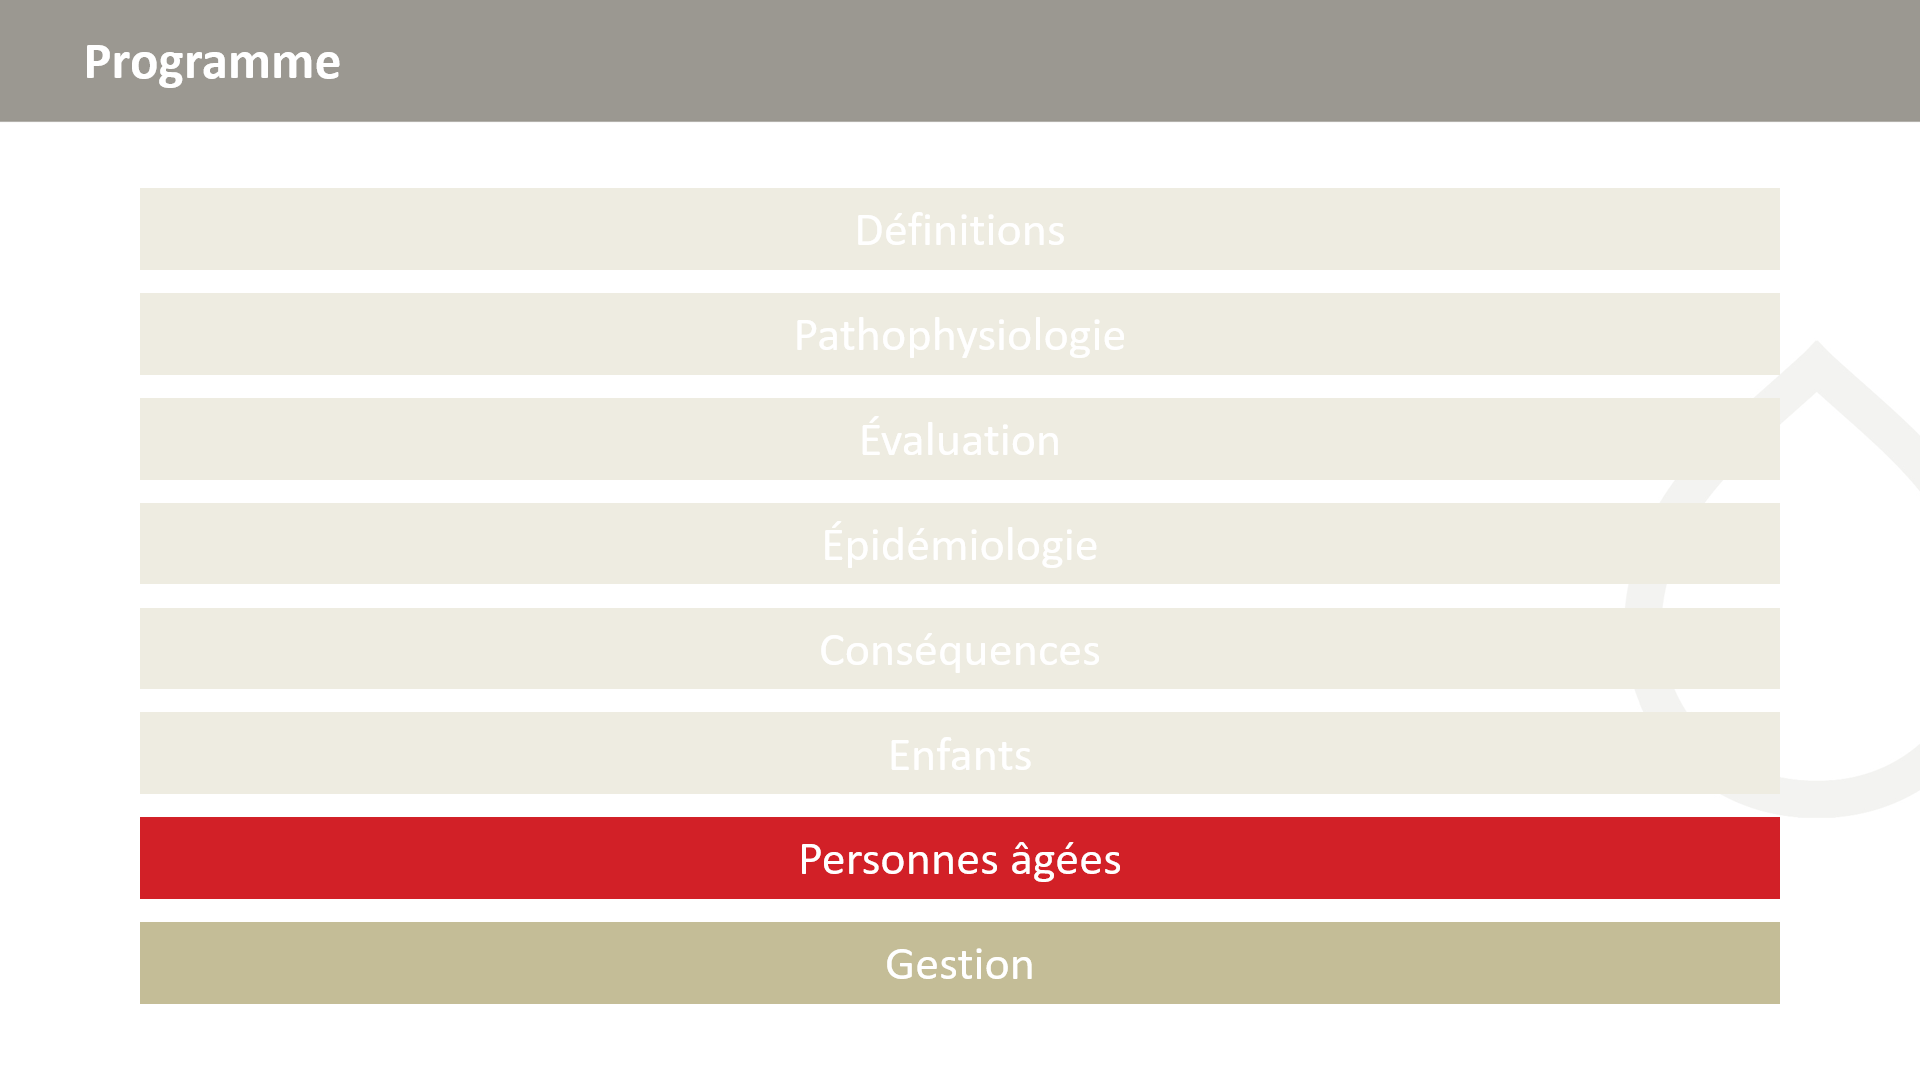 Programme
Définitions
Pathophysiologie
Évaluation
Épidémiologie
Conséquences
Enfants
Personnes âgées
Gestion